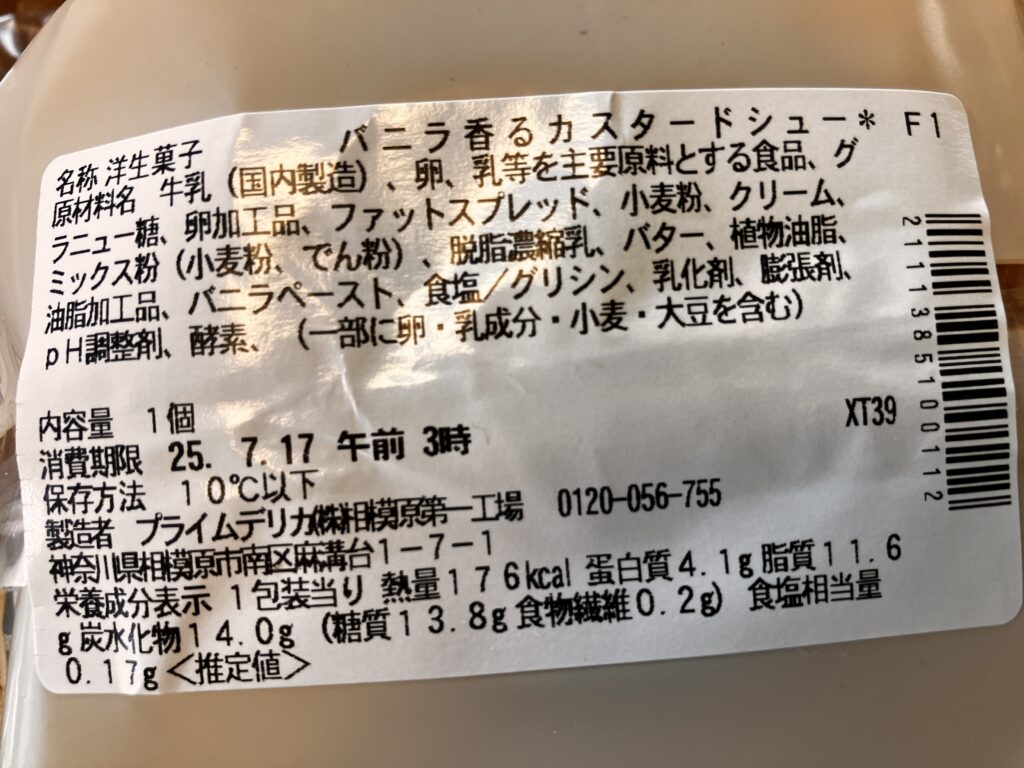 バニラ香るカスタードシュー* F1
名称 洋生菓子
原材料名 牛乳(国内製造)、卵、乳等を主要原料とする食品、グ
ラニュー糖、卵加工品、ファットスプレッド、小麦粉、クリーム、
ミックス粉(小麦粉、でん粉)、脱脂濃縮乳、バター、植物油脂、
油脂加工品、バニラペースト、食塩/グリシン、乳化剤、膨張剤、
pH調整剤、酵素、(一部に卵・乳成分・小麦・大豆を含む)
内容量 1個
XT39
消費期限 25. 7.17 午前 3時
保存方法 10℃以下
製造者 プライムデリカ㈱相模原第一工場 0120-056-755
神奈川県相模原市南区麻溝台1-7-1
栄養成分表示 1包装当り 熱量176kcal 蛋白質4.1g 脂質11.6
g 炭水化物14.0g (糖質13.8g 食物繊維0.2g) 食塩相当量
0.17g<推定値>
2111385100112